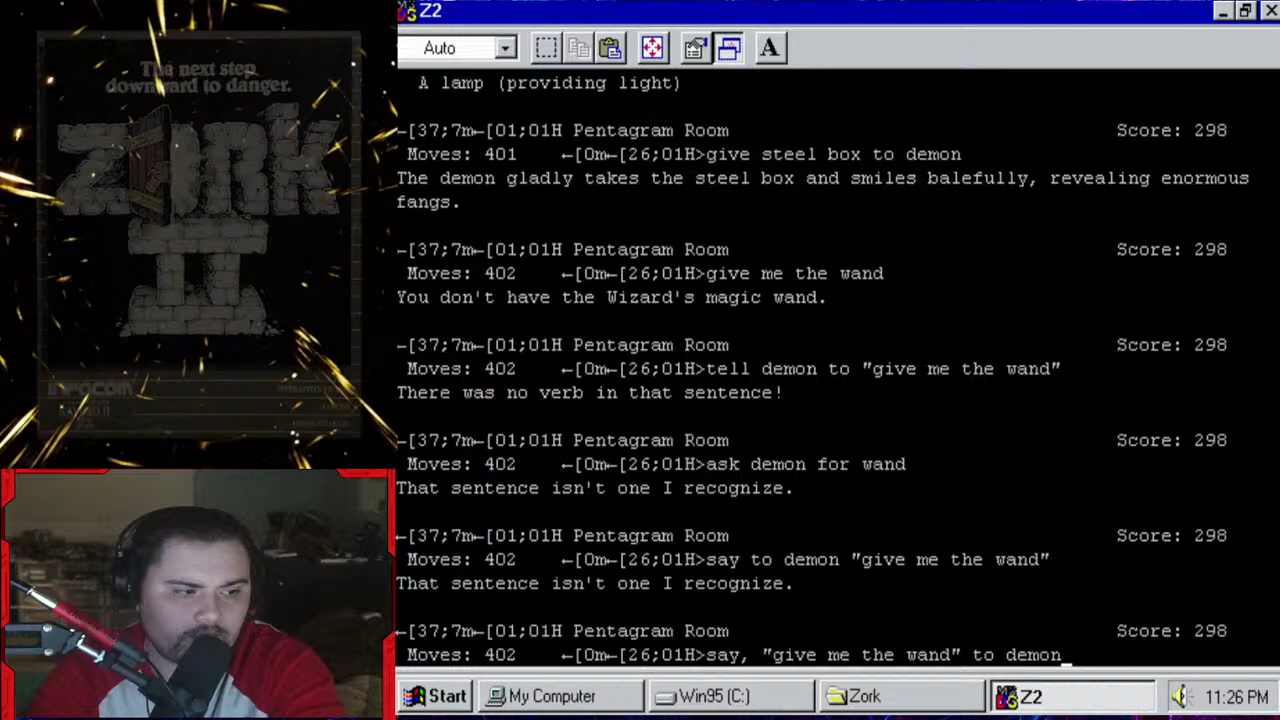 The next step
downward to danger.
ZORK
II
INFOCOM
Z2
Auto
A
A lamp (providing light)
←[37;7m←[01;01H Pentagram Room Score: 298
Moves: 401 ←[0m←[26;01H>give steel box to demon
The demon gladly takes the steel box and smiles balefully, revealing enormous
fangs.
←[37;7m←[01;01H Pentagram Room Score: 298
Moves: 402 ←[0m←[26;01H>give me the wand
You don't have the Wizard's magic wand.
←[37;7m←[01;01H Pentagram Room Score: 298
Moves: 402 ←[0m←[26;01H>tell demon to "give me the wand"
There was no verb in that sentence!
←[37;7m←[01;01H Pentagram Room Score: 298
Moves: 402 ←[0m←[26;01H>ask demon for wand
That sentence isn't one I recognize.
←[37;7m←[01;01H Pentagram Room Score: 298
Moves: 402 ←[0m←[26;01H>say to demon "give me the wand"
That sentence isn't one I recognize.
←[37;7m←[01;01H Pentagram Room Score: 298
Moves: 402 ←[0m←[26;01H>say, "give me the wand" to demon_
Start My Computer Win95 (C:) Zork Z2 11:26 PM